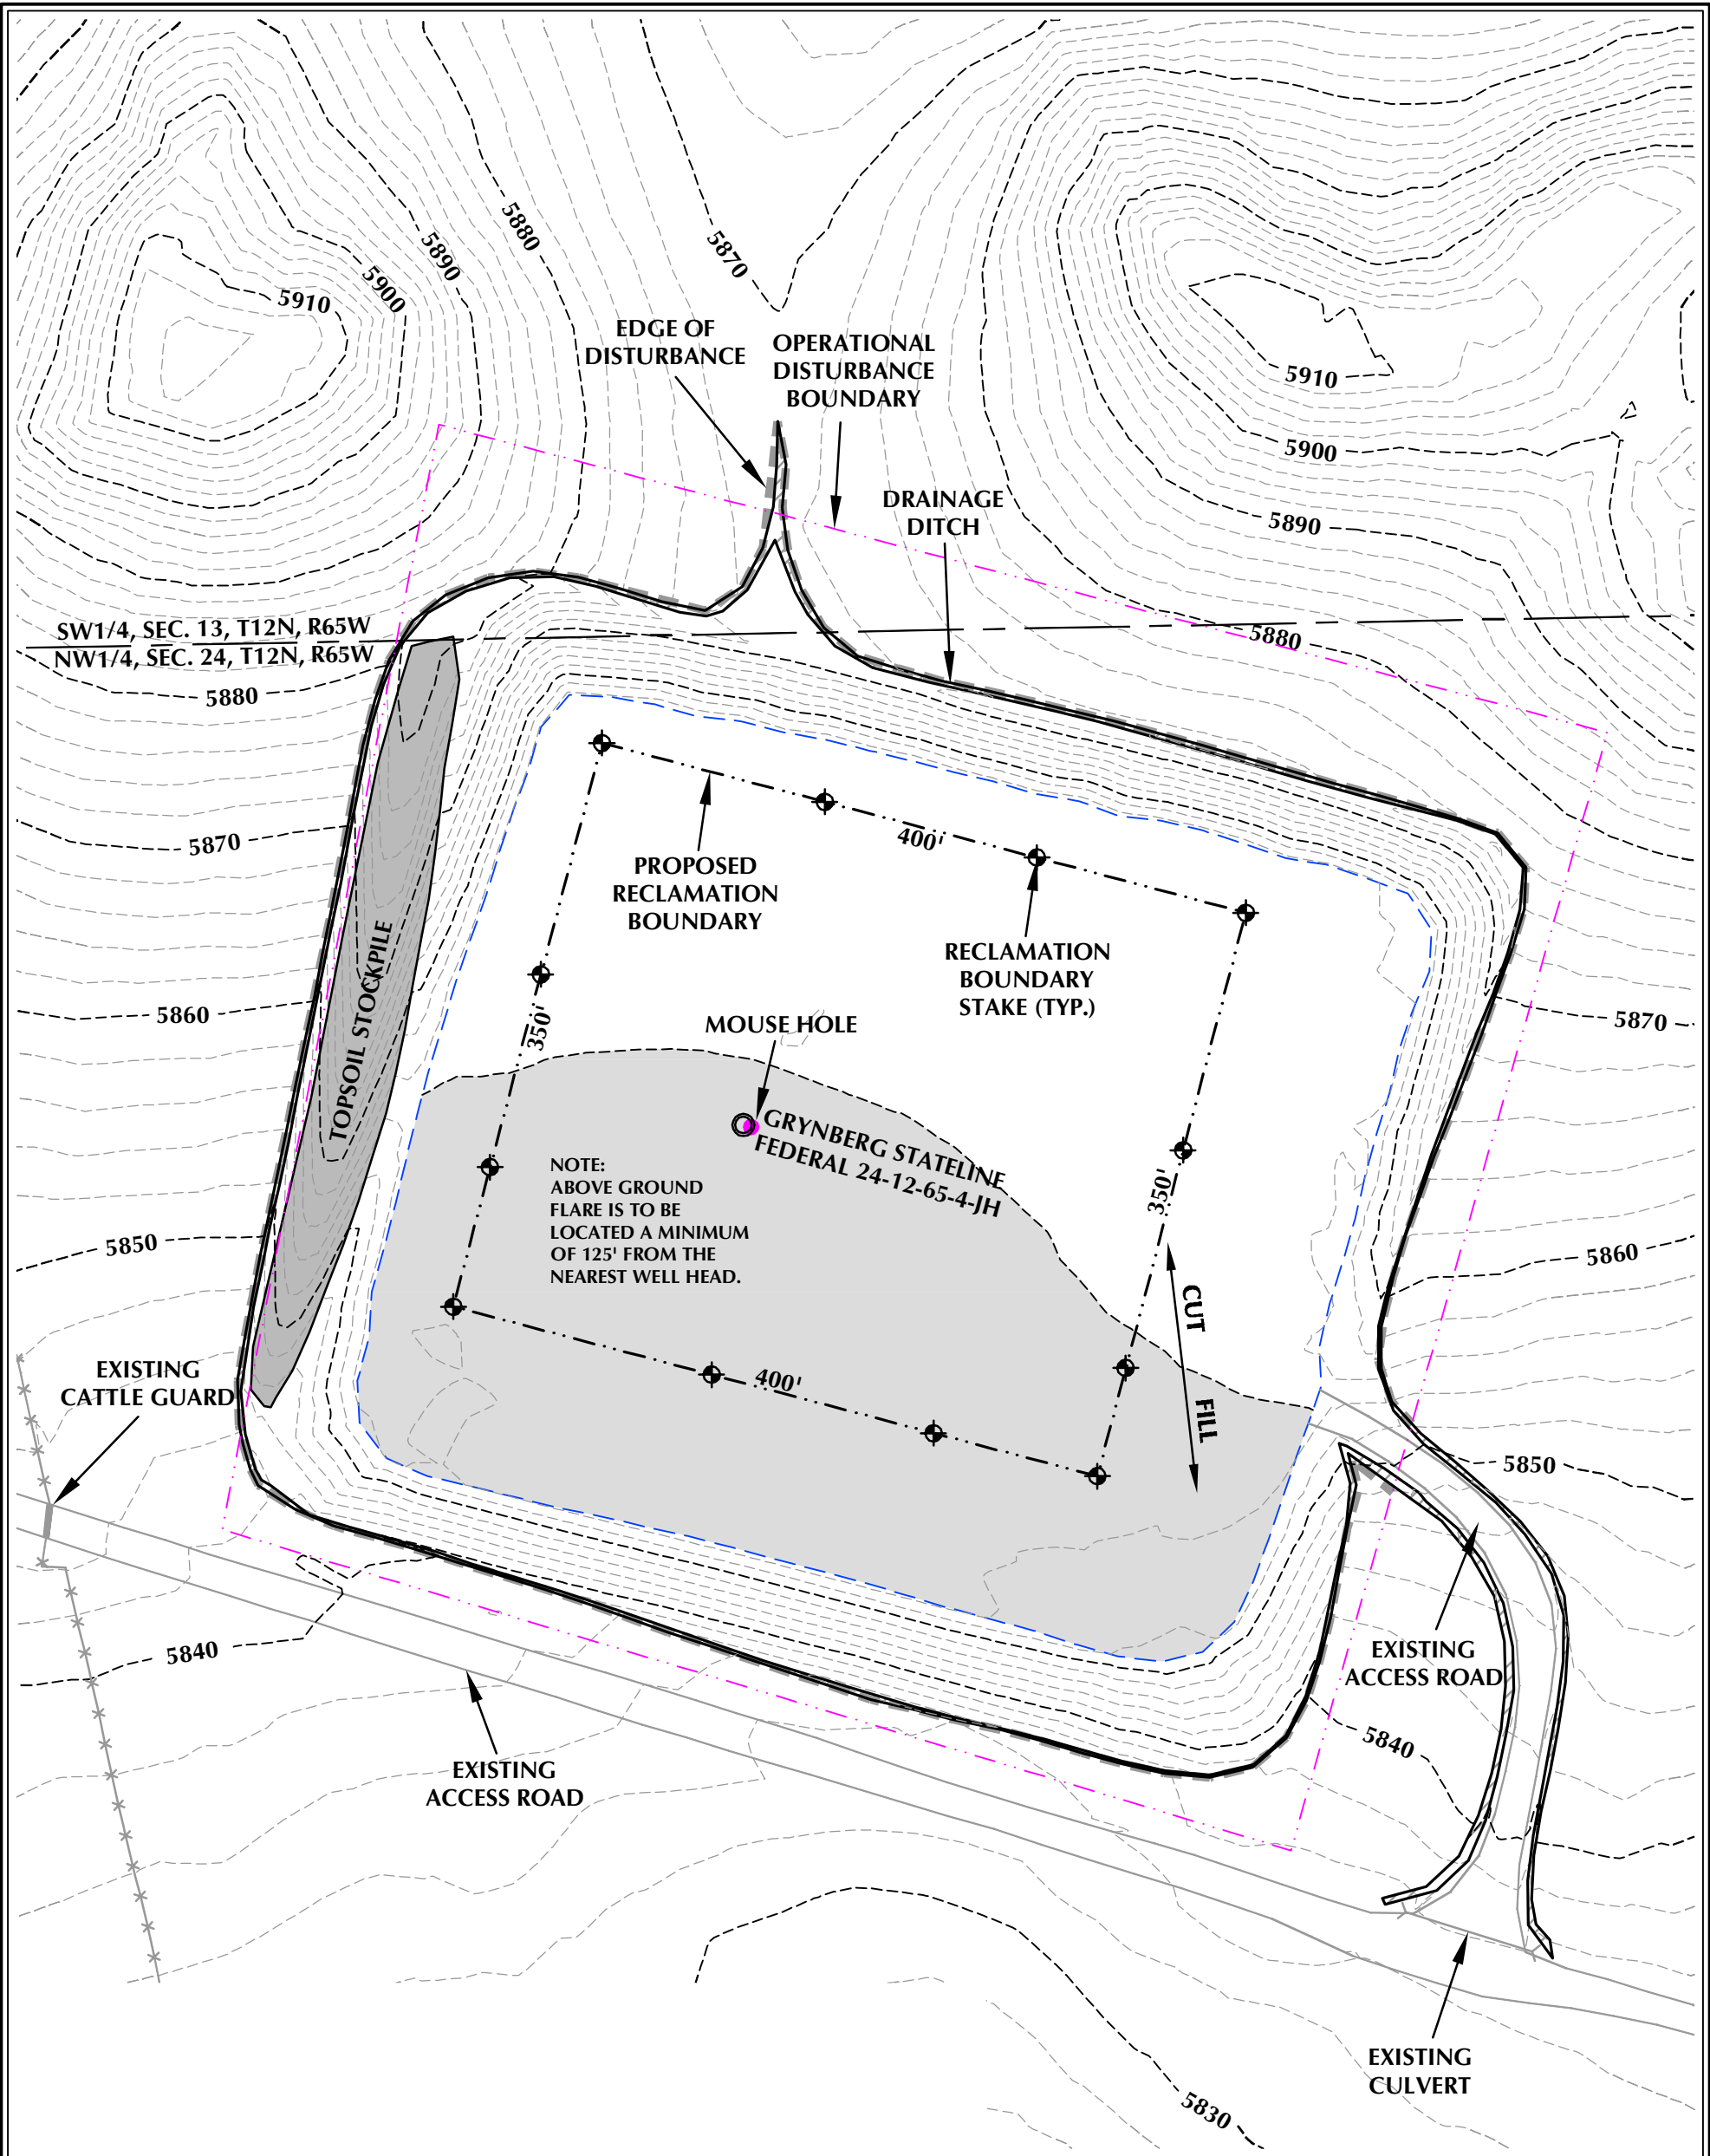 5880
5890
5900
5910
5870
EDGE OF
DISTURBANCE
OPERATIONAL
DISTURBANCE
BOUNDARY
5910
5900
5890
DRAINAGE
DITCH
SW1/4, SEC. 13, T12N, R65W
NW1/4, SEC. 24, T12N, R65W
5880
5880
5870
400'
PROPOSED
RECLAMATION
BOUNDARY
RECLAMATION
BOUNDARY
STAKE (TYP.)
TOPSOIL STOCKPILE
5860
350'
MOUSE HOLE
5870
GRYNBERG STATELINE
FEDERAL 24-12-65-4-JH
NOTE:
ABOVE GROUND
FLARE IS TO BE
LOCATED A MINIMUM
OF 125' FROM THE
NEAREST WELL HEAD.
350'
5850
5860
CUT
FILL
EXISTING
CATTLE GUARD
400'
5850
5840
EXISTING
ACCESS ROAD
5840
EXISTING
ACCESS ROAD
EXISTING
CULVERT
5830